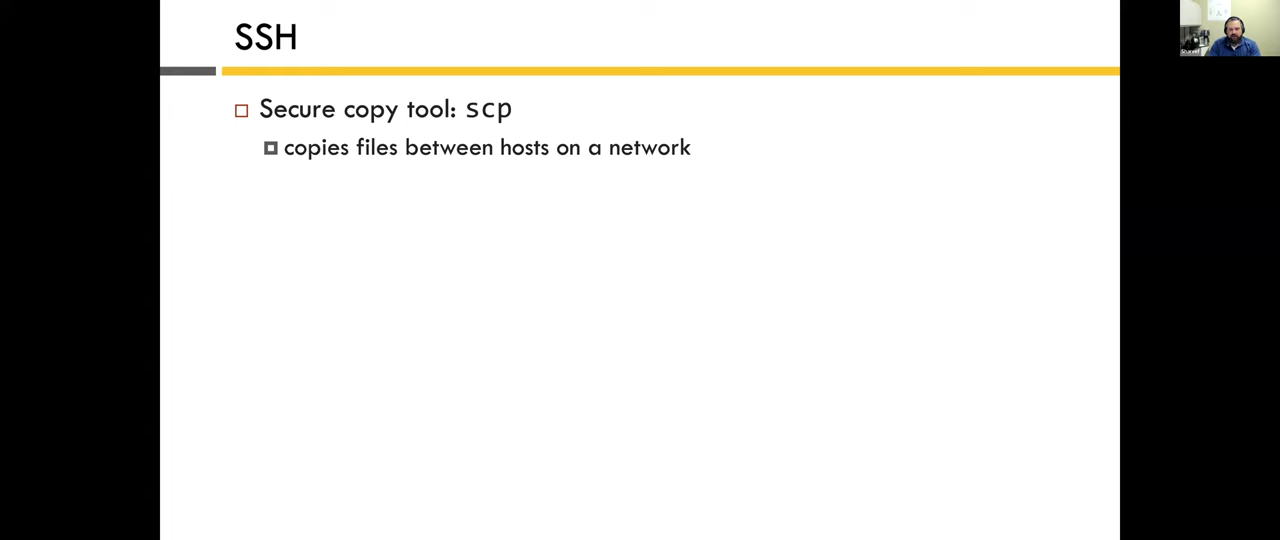 SSH
Secure copy tool: scp
copies files between hosts on a network